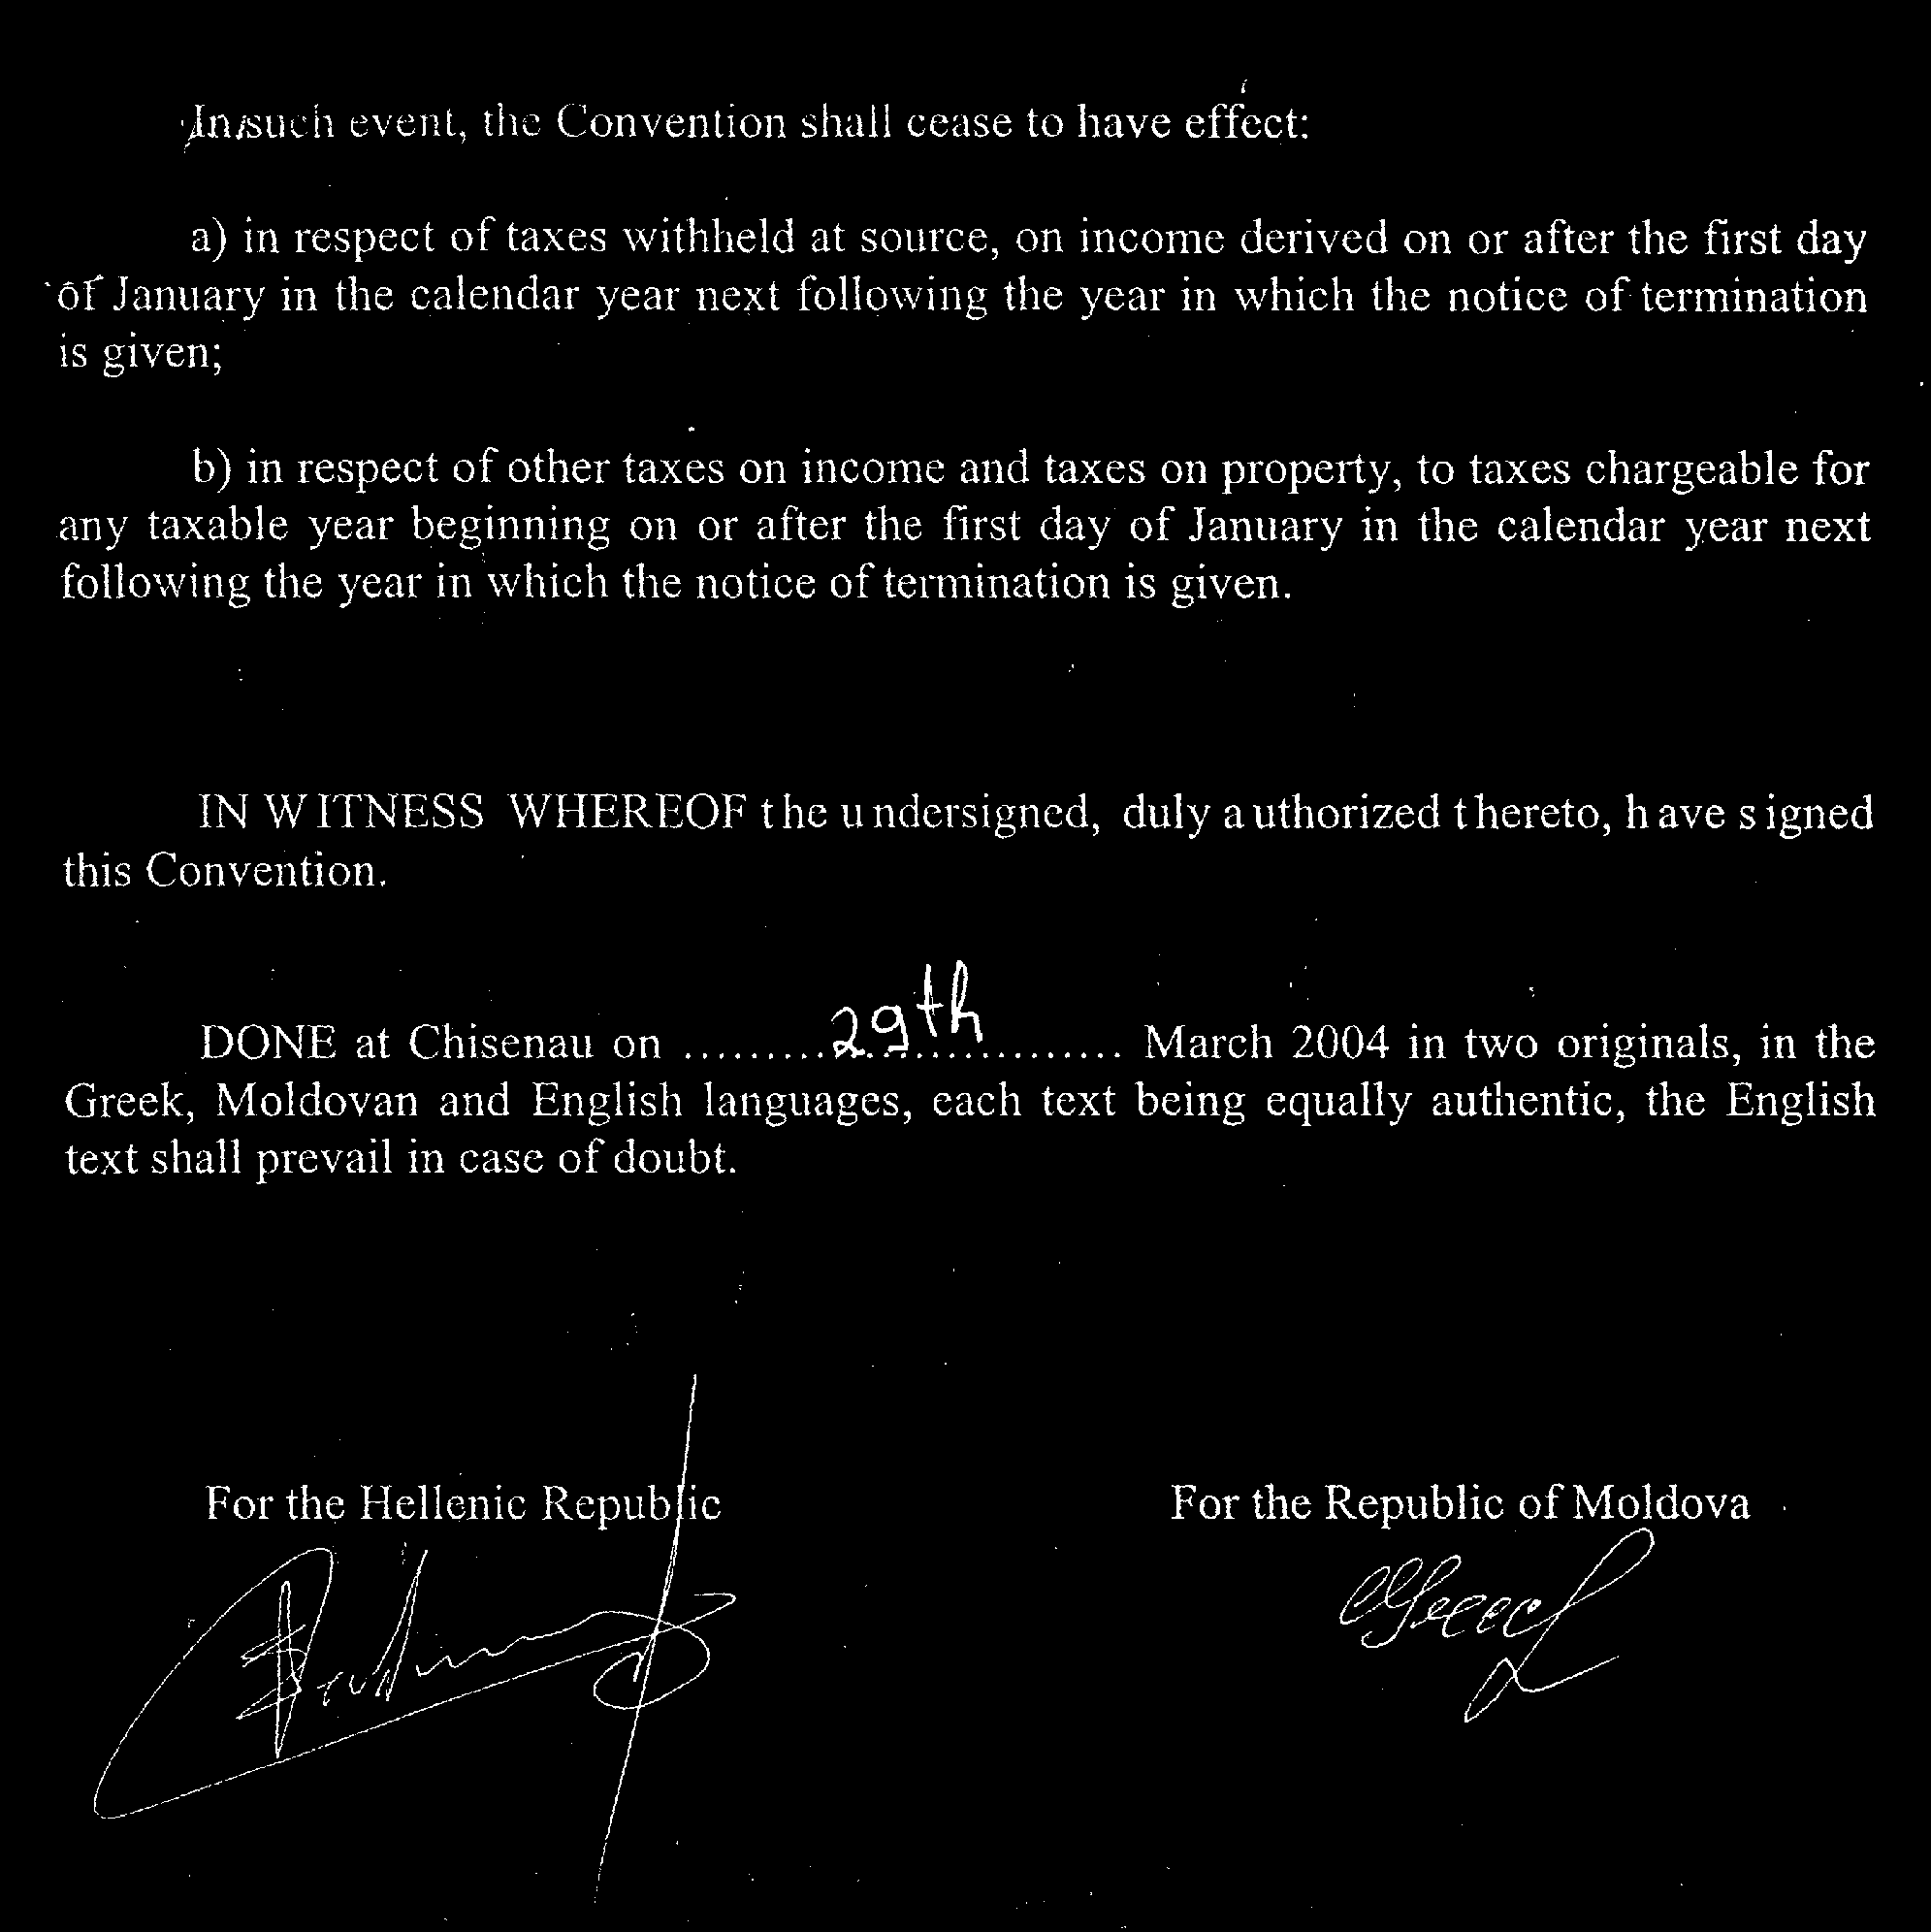 In such event, the Convention shall cease to have effect:
a) in respect of taxes withheld at source, on income derived on or after the first day
of January in the calendar year next following the year in which the notice of termination
is given;
b) in respect of other taxes on income and taxes on property, to taxes chargeable for
any taxable year beginning on or after the first day of January in the calendar year next
following the year in which the notice of termination is given.
IN WITNESS WHEREOF the undersigned, duly authorized thereto, have signed
this Convention.
DONE at Chisenau on .........29th................ March 2004 in two originals, in the
Greek, Moldovan and English languages, each text being equally authentic, the English
text shall prevail in case of doubt.
For the Hellenic Republic For the Republic of Moldova